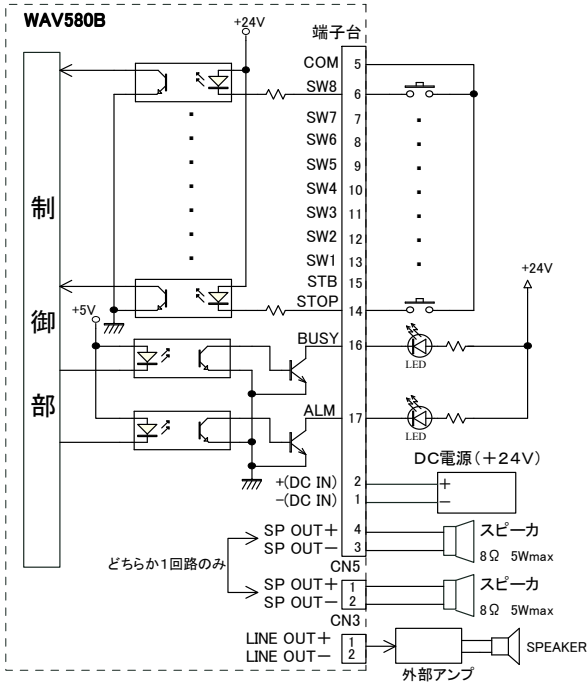 WAV580B
+24V
端子台
COM 5
SW8 6
SW7 7
SW6 8
SW5 9
SW4 10
SW3 11
SW2 12
SW1 13
STB 15
STOP 14
制御部
+24V
+5V
BUSY 16
LED
ALM 17
LED
DC電源(+24V)
+(DC IN) 2 +
-(DC IN) 1 -
SP OUT+ 4 スピーカ
SP OUT- 3
8Ω 5Wmax
どちらか1回路のみ
CN5
SP OUT+ 1 スピーカ
SP OUT- 2
8Ω 5Wmax
CN3
LINE OUT+ 1
LINE OUT- 2
SPEAKER
外部アンプ